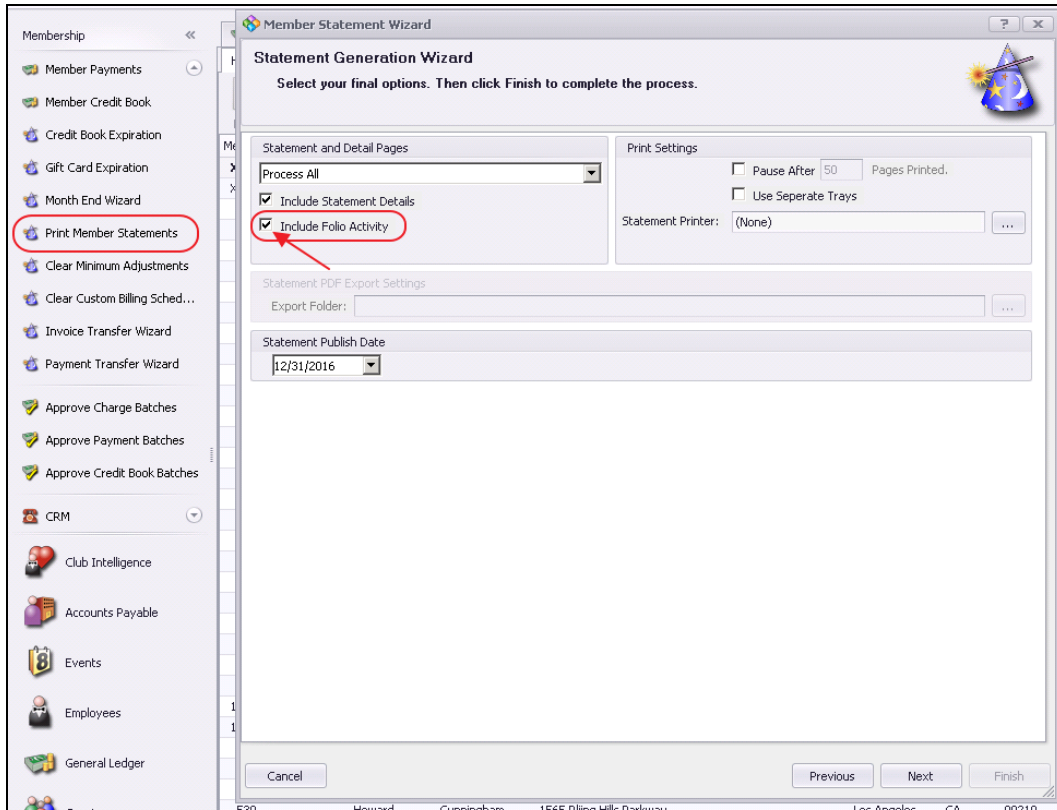 Membership
Member Payments
Member Credit Book
Credit Book Expiration
Gift Card Expiration
Month End Wizard
Print Member Statements
Clear Minimum Adjustments
Clear Custom Billing Sched...
Invoice Transfer Wizard
Payment Transfer Wizard
Approve Charge Batches
Approve Payment Batches
Approve Credit Book Batches
CRM
Club Intelligence
Accounts Payable
8
Events
Employees
General Ledger
Member Statement Wizard
Statement Generation Wizard
Select your final options. Then click Finish to complete the process.
Statement and Detail Pages
Process All
Include Statement Details
Include Folio Activity
Print Settings
Pause After 50 Pages Printed.
Use Seperate Trays
Statement Printer: (None) ...
Statement PDF Export Settings
Export Folder: ...
Statement Publish Date
12/31/2016
Cancel Previous Next Finish
Howard Cunningham Hills Parkway Los Angeles CA 90210